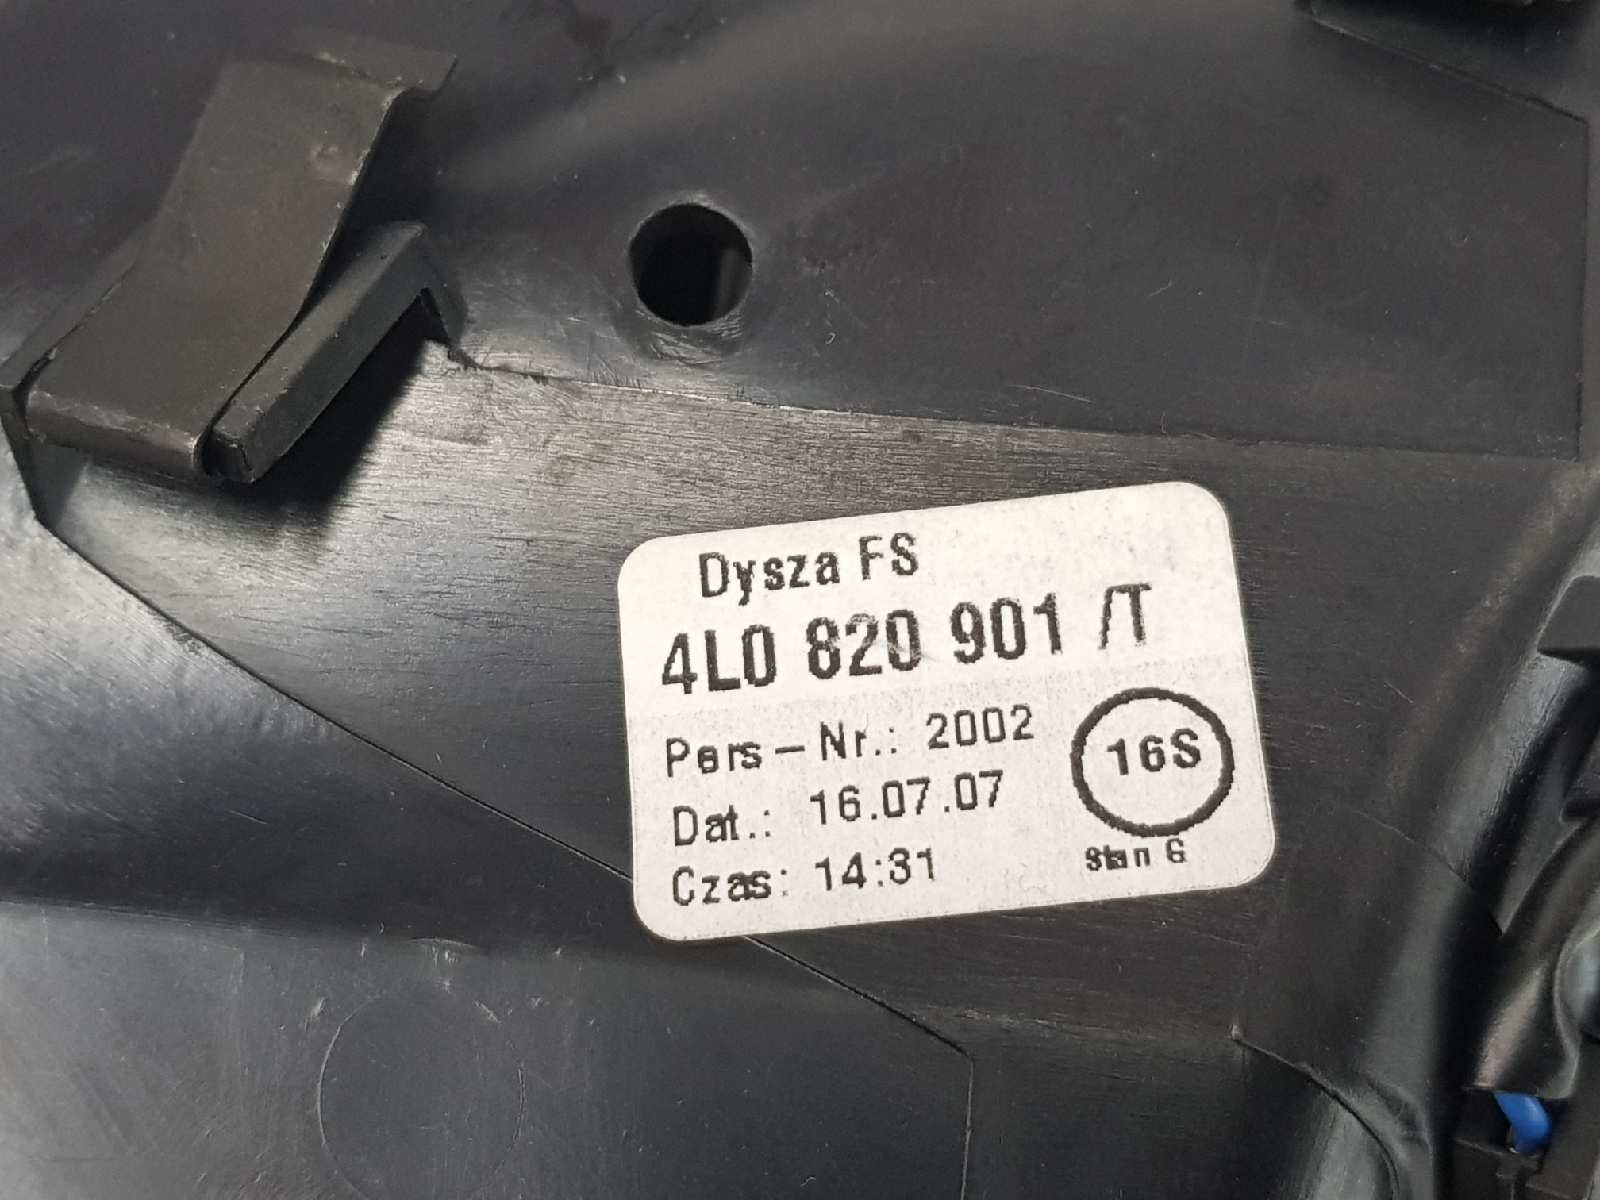 Dysza FS
4L0 820 901 /T
Pers-Nr.: 2002
Dat.: 16.07.07
Czas: 14:31
16S
Stan G